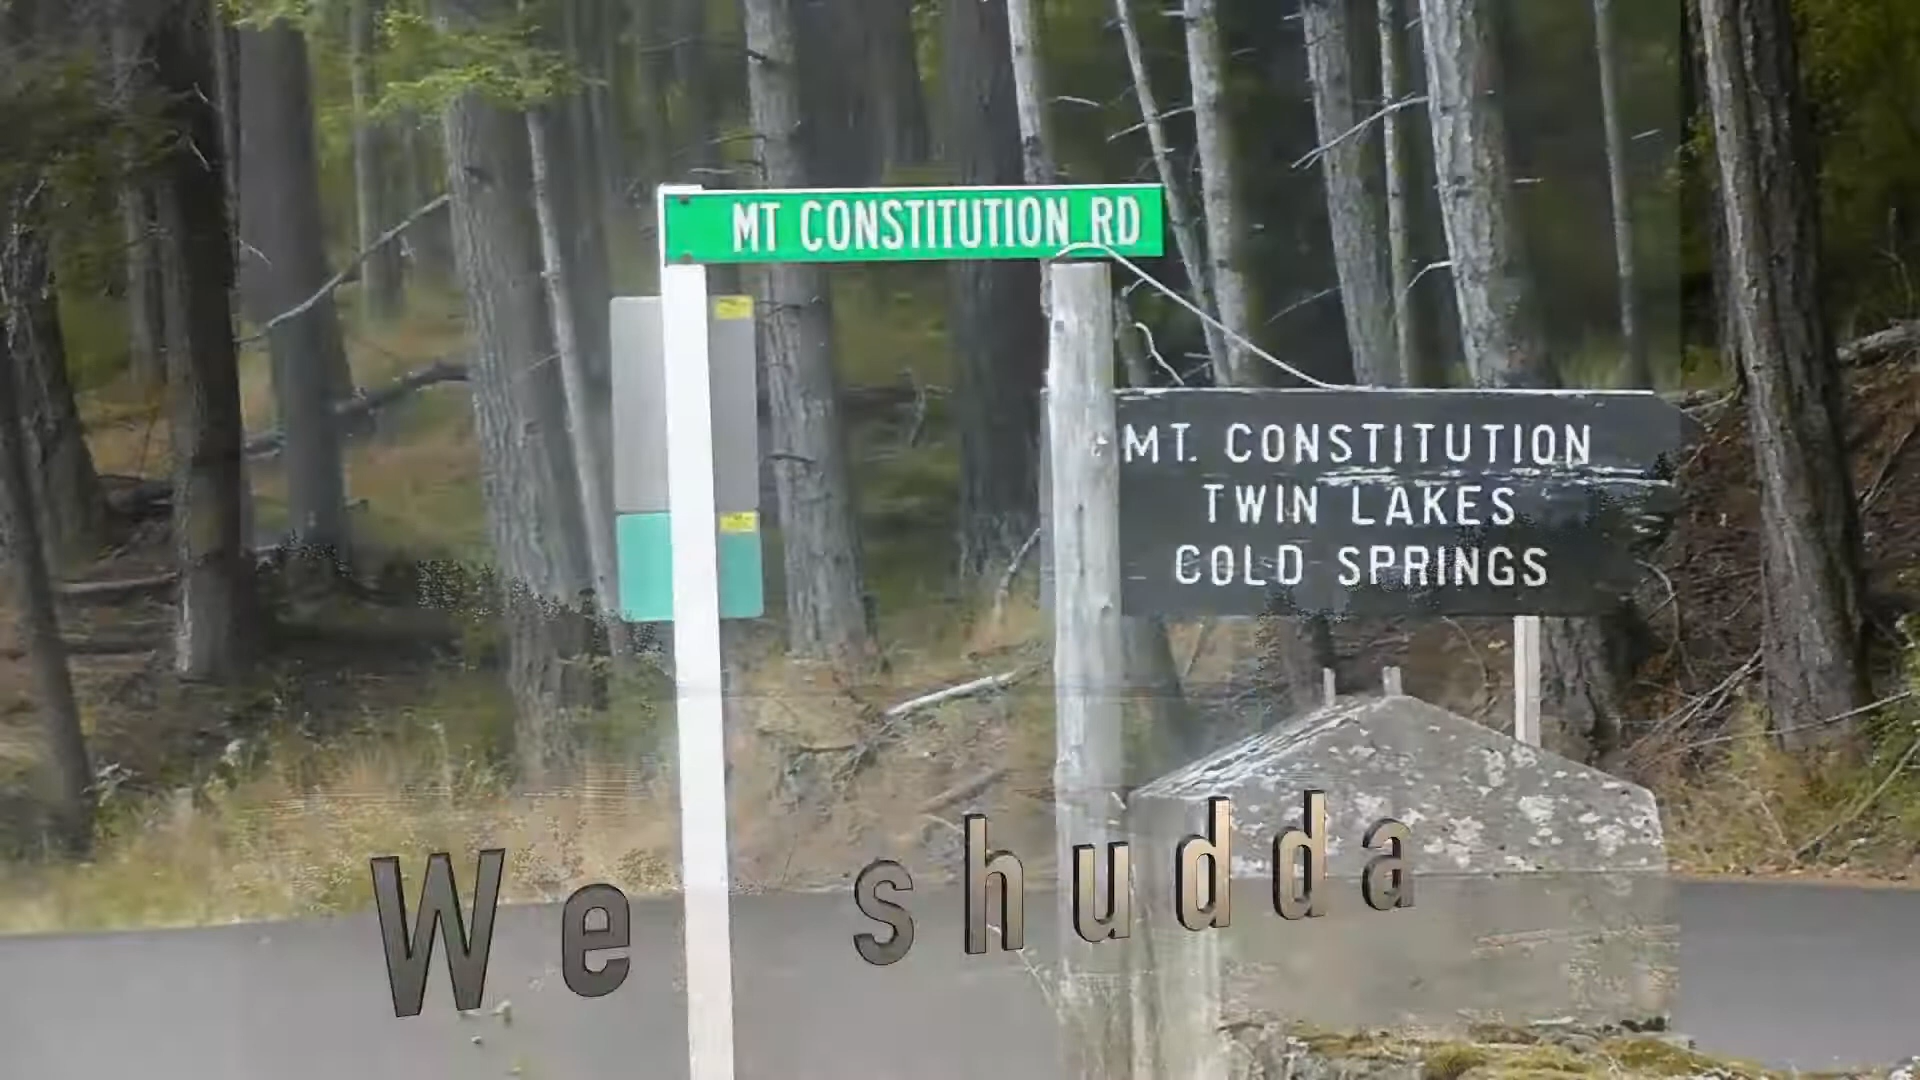 MT CONSTITUTION RD
MT. CONSTITUTION
TWIN LAKES
COLD SPRINGS
We shudda